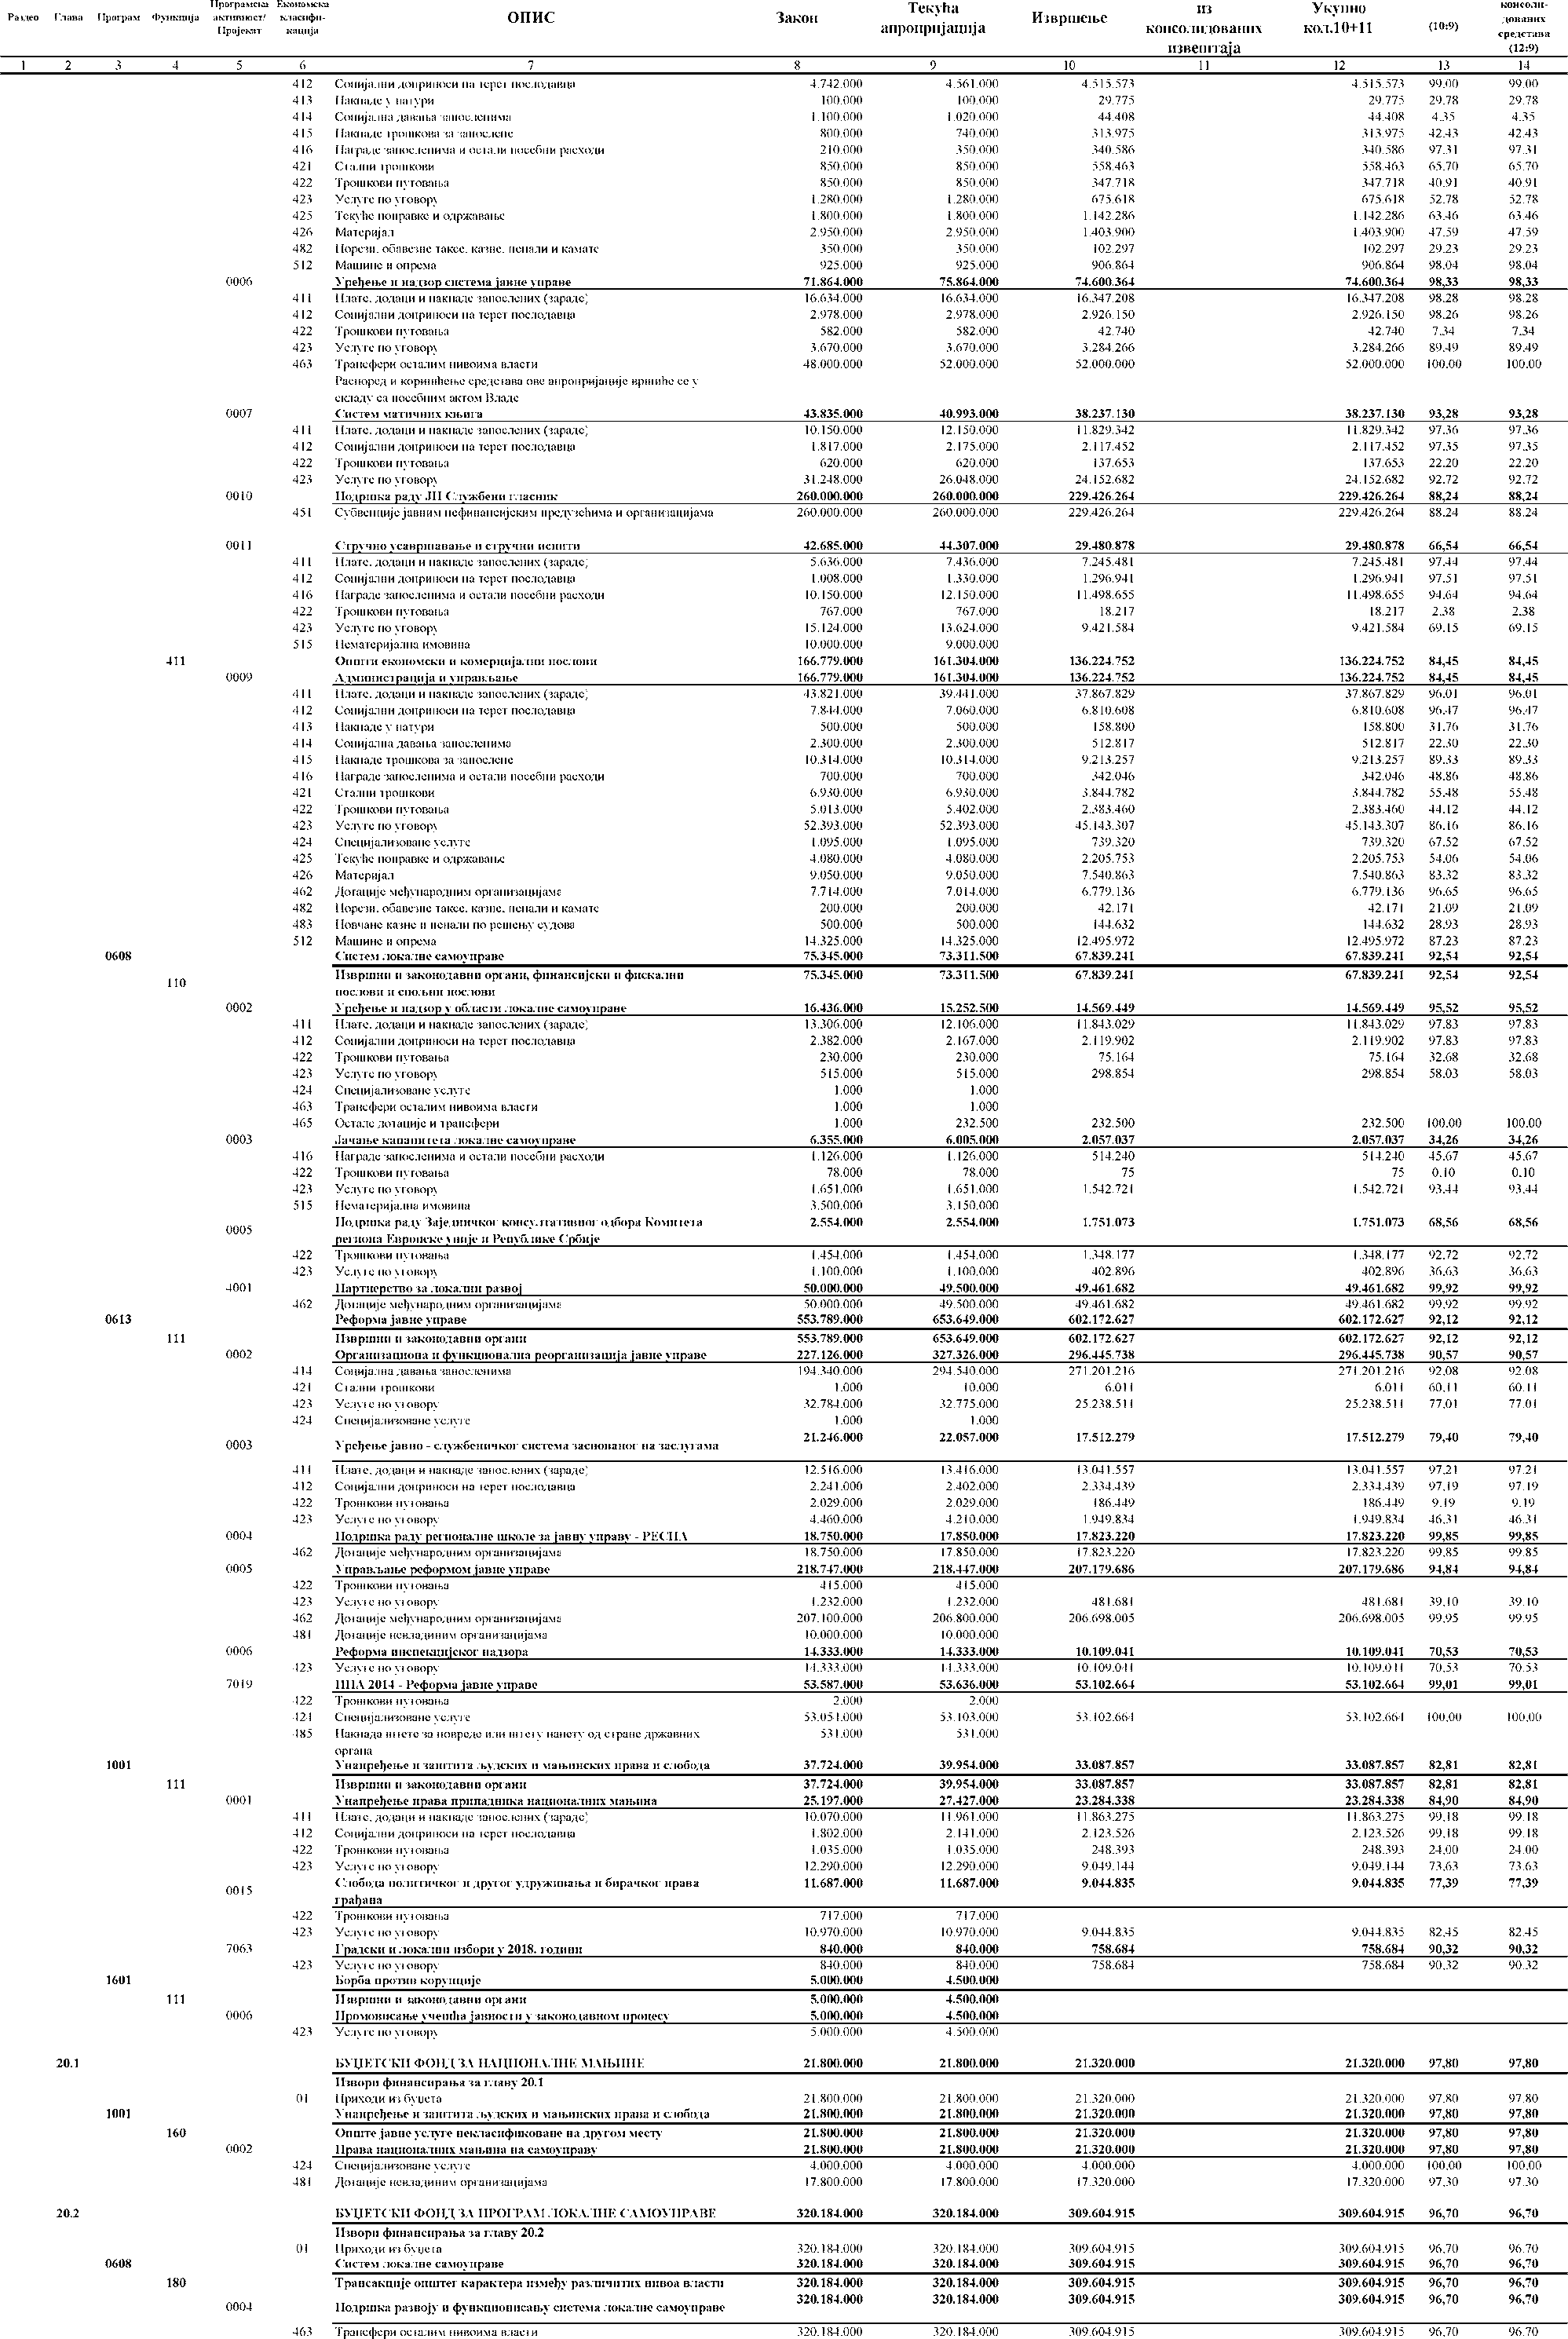 Раздео Глава Програм Функција Програмска активност/ Пројекат Економска класифи- кација ОПИС Закон Текућа апропријација Извршење из консолидованих извештаја Укупно кол.10+11 (10:9) консоли- дованих средстава (12:9)
1 2 3 4 5 6 7 8 9 10 11 12 13 14
412 Социјални доприноси на терет послодавца 4.742.000 4.561.000 4.515.573 4.515.573 99,00 99,00
413 Накнаде у натури 100.000 100.000 29.775 29.775 29,78 29,78
414 Социјална давања запосленима 1.100.000 1.020.000 44.408 44.408 4,35 4,35
415 Накнаде трошкова за запослене 800.000 740.000 313.975 313.975 42,43 42,43
416 Награде запосленима и остали посебни расходи 210.000 350.000 340.586 340.586 97,31 97,31
421 Стални трошкови 850.000 850.000 558.463 558.463 65,70 65,70
422 Трошкови путовања 850.000 850.000 347.718 347.718 40,91 40,91
423 Услуге по уговору 1.280.000 1.280.000 675.618 675.618 52,78 52,78
425 Текуће поправке и одржавање 1.800.000 1.800.000 1.142.286 1.142.286 63,46 63,46
426 Материјал 2.950.000 2.950.000 1.403.900 1.403.900 47,59 47,59
482 Порези, обавезне таксе, казне, пенали и камате 350.000 350.000 102.297 102.297 29,23 29,23
512 Машине и опрема 925.000 925.000 906.864 906.864 98,04 98,04
0006 Уређење и надзор система јавне управе 71.864.000 75.864.000 74.600.364 74.600.364 98,33 98,33
411 Плате, додаци и накнаде запослених (зараде) 16.634.000 16.634.000 16.347.208 16.347.208 98,28 98,28
412 Социјални доприноси на терет послодавца 2.978.000 2.978.000 2.926.150 2.926.150 98,26 98,26
422 Трошкови путовања 582.000 582.000 42.740 42.740 7,34 7,34
423 Услуге по уговору 3.670.000 3.670.000 3.284.266 3.284.266 89,49 89,49
463 Трансфери осталим нивоима власти 48.000.000 52.000.000 52.000.000 52.000.000 100,00 100,00
Распоред и коришћење средстава ове апропријације вршиће се у
складу са посебним актом Владе
0007 Систем матичних књига 43.835.000 40.993.000 38.237.130 38.237.130 93,28 93,28
411 Плате, додаци и накнаде запослених (зараде) 10.150.000 12.150.000 11.829.342 11.829.342 97,36 97,36
412 Социјални доприноси на терет послодавца 1.817.000 2.175.000 2.117.452 2.117.452 97,35 97,35
422 Трошкови путовања 620.000 620.000 137.653 137.653 22,20 22,20
423 Услуге по уговору 31.248.000 26.048.000 24.152.682 24.152.682 92,72 92,72
0010 Подршка раду ЈП Службени гласник 260.000.000 260.000.000 229.426.264 229.426.264 88,24 88,24
451 Субвенције јавним нефинансијским предузећима и организацијама 260.000.000 260.000.000 229.426.264 229.426.264 88,24 88,24
0011 Стручно усавршавање и стручни испити 42.685.000 44.307.000 29.480.878 29.480.878 66,54 66,54
411 Плате, додаци и накнаде запослених (зараде) 5.636.000 7.436.000 7.245.481 7.245.481 97,44 97,44
412 Социјални доприноси на терет послодавца 1.008.000 1.330.000 1.296.941 1.296.941 97,51 97,51
416 Награде запосленима и остали посебни расходи 10.150.000 12.150.000 11.498.655 11.498.655 94,64 94,64
422 Трошкови путовања 767.000 767.000 18.217 18.217 2,38 2,38
423 Услуге по уговору 15.124.000 13.624.000 9.421.584 9.421.584 69,15 69,15
515 Нематеријална имовина 10.000.000 9.000.000
411 Општи економски и комерцијални послови 166.779.000 161.304.000 136.224.752 136.224.752 84,45 84,45
0009 Администрација и управљање 166.779.000 161.304.000 136.224.752 136.224.752 84,45 84,45
411 Плате, додаци и накнаде запослених (зараде) 43.821.000 39.441.000 37.867.829 37.867.829 96,01 96,01
412 Социјални доприноси на терет послодавца 7.844.000 7.060.000 6.810.608 6.810.608 96,47 96,47
413 Накнаде у натури 500.000 500.000 158.800 158.800 31,76 31,76
414 Социјална давања запосленима 2.300.000 2.300.000 512.817 512.817 22,30 22,30
415 Накнаде трошкова за запослене 10.314.000 10.314.000 9.213.257 9.213.257 89,33 89,33
416 Награде запосленима и остали посебни расходи 700.000 700.000 342.046 342.046 48,86 48,86
421 Стални трошкови 6.930.000 6.930.000 3.844.782 3.844.782 55,48 55,48
422 Трошкови путовања 5.013.000 5.402.000 2.383.460 2.383.460 44,12 44,12
423 Услуге по уговору 52.393.000 52.393.000 45.143.307 45.143.307 86,16 86,16
424 Специјализоване услуге 1.095.000 1.095.000 739.320 739.320 67,52 67,52
425 Текуће поправке и одржавање 4.080.000 4.080.000 2.205.753 2.205.753 54,06 54,06
426 Материјал 9.050.000 9.050.000 7.540.863 7.540.863 83,32 83,32
462 Дотације међународним организацијама 7.714.000 7.014.000 6.779.136 6.779.136 96,65 96,65
482 Порези, обавезне таксе, казне, пенали и камате 200.000 200.000 42.171 42.171 21,09 21,09
483 Новчане казне и пенали по решењу судова 500.000 500.000 144.632 144.632 28,93 28,93
512 Машине и опрема 14.325.000 14.325.000 12.495.972 12.495.972 87,23 87,23
0608 Систем локалне самоуправе 75.345.000 73.311.500 67.839.241 67.839.241 92,54 92,54
110 Извршни и законодавни органи, финансијски и фискални 75.345.000 73.311.500 67.839.241 67.839.241 92,54 92,54
послови и спољни послови
0002 Уређење и надзор у области локалне самоуправе 16.436.000 15.252.500 14.569.449 14.569.449 95,52 95,52
411 Плате, додаци и накнаде запослених (зараде) 13.306.000 12.106.000 11.843.029 11.843.029 97,83 97,83
412 Социјални доприноси на терет послодавца 2.382.000 2.167.000 2.119.902 2.119.902 97,83 97,83
422 Трошкови путовања 230.000 230.000 75.164 75.164 32,68 32,68
423 Услуге по уговору 515.000 515.000 298.854 298.854 58,03 58,03
424 Специјализоване услуге 1.000 1.000
463 Трансфери осталим нивоима власти 1.000 1.000
465 Остале дотације и трансфери 1.000 232.500 232.500 232.500 100,00 100,00
0003 Јачање капацитета локалне самоуправе 6.355.000 6.005.000 2.057.037 2.057.037 34,26 34,26
416 Награде запосленима и остали посебни расходи 1.126.000 1.126.000 514.240 514.240 45,67 45,67
422 Трошкови путовања 78.000 78.000 75 75 0,10 0,10
423 Услуге по уговору 1.651.000 1.651.000 1.542.721 1.542.721 93,44 93,44
515 Нематеријална имовина 3.500.000 3.150.000
0005 Подршка раду Заједничког консултативног одбора Комитета 2.554.000 2.554.000 1.751.073 1.751.073 68,56 68,56
региона Европске уније и Републике Србије
422 Трошкови путовања 1.454.000 1.454.000 1.348.177 1.348.177 92,72 92,72
423 Услуге по уговору 1.100.000 1.100.000 402.896 402.896 36,63 36,63
4001 Партнерство за локални развој 50.000.000 49.500.000 49.461.682 49.461.682 99,92 99,92
462 Дотације међународним организацијама 50.000.000 49.500.000 49.461.682 49.461.682 99,92 99,92
0613 Реформа јавне управе 553.789.000 653.649.000 602.172.627 602.172.627 92,12 92,12
111 Извршни и законодавни органи 553.789.000 653.649.000 602.172.627 602.172.627 92,12 92,12
0002 Организациона и функционална реорганизација јавне управе 227.126.000 327.326.000 296.445.738 296.445.738 90,57 90,57
414 Социјална давања запосленима 194.340.000 294.540.000 271.201.216 271.201.216 92,08 92,08
421 Стални трошкови 1.000 10.000 6.011 6.011 60,11 60,11
423 Услуге по уговору 32.784.000 32.775.000 25.238.511 25.238.511 77,01 77,01
424 Специјализоване услуге 1.000 1.000
0003 Уређење јавно - службеничког система заснованог на заслугама 21.246.000 22.057.000 17.512.279 17.512.279 79,40 79,40
411 Плате, додаци и накнаде запослених (зараде) 12.516.000 13.416.000 13.041.557 13.041.557 97,21 97,21
412 Социјални доприноси на терет послодавца 2.241.000 2.402.000 2.334.439 2.334.439 97,19 97,19
422 Трошкови путовања 2.029.000 2.029.000 186.449 186.449 9,19 9,19
423 Услуге по уговору 4.460.000 4.210.000 1.949.834 1.949.834 46,31 46,31
0004 Подршка раду регионалне школе за јавну управу - РЕСПА 18.750.000 17.850.000 17.823.220 17.823.220 99,85 99,85
462 Дотације међународним организацијама 18.750.000 17.850.000 17.823.220 17.823.220 99,85 99,85
0005 Управљање реформом јавне управе 218.747.000 218.447.000 207.179.686 207.179.686 94,84 94,84
422 Трошкови путовања 415.000 415.000
423 Услуге по уговору 1.232.000 1.232.000 481.681 481.681 39,10 39,10
462 Дотације међународним организацијама 207.100.000 206.800.000 206.698.005 206.698.005 99,95 99,95
481 Дотације невладиним организацијама 10.000.000 10.000.000
0006 Реформа инспекцијског надзора 14.333.000 14.333.000 10.109.041 10.109.041 70,53 70,53
423 Услуге по уговору 14.333.000 14.333.000 10.109.041 10.109.041 70,53 70,53
7019 ИПА 2014 - Реформа јавне управе 53.587.000 53.636.000 53.102.664 53.102.664 99,01 99,01
422 Трошкови путовања 2.000 2.000
424 Специјализоване услуге 53.054.000 53.103.000 53.102.664 53.102.664 100,00 100,00
485 Накнада штете за повреде или штету нанету од стране државних 531.000 531.000
органа
1001 Унапређење и заштита људских и мањинских права и слобода 37.724.000 39.954.000 33.087.857 33.087.857 82,81 82,81
111 Извршни и законодавни органи 37.724.000 39.954.000 33.087.857 33.087.857 82,81 82,81
0001 Унапређење права припадника националних мањина 25.197.000 27.427.000 23.284.338 23.284.338 84,90 84,90
411 Плате, додаци и накнаде запослених (зараде) 10.070.000 11.961.000 11.863.275 11.863.275 99,18 99,18
412 Социјални доприноси на терет послодавца 1.802.000 2.141.000 2.123.526 2.123.526 99,18 99,18
422 Трошкови путовања 1.035.000 1.035.000 248.393 248.393 24,00 24,00
423 Услуге по уговору 12.290.000 12.290.000 9.049.144 9.049.144 73,63 73,63
0015 Слобода политичког и другог удруживања и бирачког права 11.687.000 11.687.000 9.044.835 9.044.835 77,39 77,39
грађана
422 Трошкови путовања 717.000 717.000
423 Услуге по уговору 10.970.000 10.970.000 9.044.835 9.044.835 82,45 82,45
7063 Градски и локални избори у 2018. години 840.000 840.000 758.684 758.684 90,32 90,32
423 Услуге по уговору 840.000 840.000 758.684 758.684 90,32 90,32
1601 Борба против корупције 5.000.000 4.500.000
111 Извршни и законодавни органи 5.000.000 4.500.000
0006 Промовисање учешћа јавности у законодавном процесу 5.000.000 4.500.000
423 Услуге по уговору 5.000.000 4.500.000
20.1 БУЏЕТСКИ ФОНД ЗА НАЦИОНАЛНЕ МАЊИНЕ 21.800.000 21.800.000 21.320.000 21.320.000 97,80 97,80
Извори финансирања за главу 20.1
01 Приходи из буџета 21.800.000 21.800.000 21.320.000 21.320.000 97,80 97,80
1001 Унапређење и заштита људских и мањинских права и слобода 21.800.000 21.800.000 21.320.000 21.320.000 97,80 97,80
160 Опште јавне услуге некласификоване на другом месту 21.800.000 21.800.000 21.320.000 21.320.000 97,80 97,80
0002 Права националних мањина на самоуправу 21.800.000 21.800.000 21.320.000 21.320.000 97,80 97,80
424 Специјализоване услуге 4.000.000 4.000.000 4.000.000 4.000.000 100,00 100,00
481 Дотације невладиним организацијама 17.800.000 17.800.000 17.320.000 17.320.000 97,30 97,30
20.2 БУЏЕТСКИ ФОНД ЗА ПРОГРАМ ЛОКАЛНЕ САМОУПРАВЕ 320.184.000 320.184.000 309.604.915 309.604.915 96,70 96,70
Извори финансирања за главу 20.2
01 Приходи из буџета 320.184.000 320.184.000 309.604.915 309.604.915 96,70 96,70
0608 Систем локалне самоуправе 320.184.000 320.184.000 309.604.915 309.604.915 96,70 96,70
180 Трансакције општег карактера између различитих нивоа власти 320.184.000 320.184.000 309.604.915 309.604.915 96,70 96,70
0004 Подршка развоју и функционисању система локалне самоуправе 320.184.000 320.184.000 309.604.915 309.604.915 96,70 96,70
463 Трансфери осталим нивоима власти 320.184.000 320.184.000 309.604.915 309.604.915 96,70 96,70